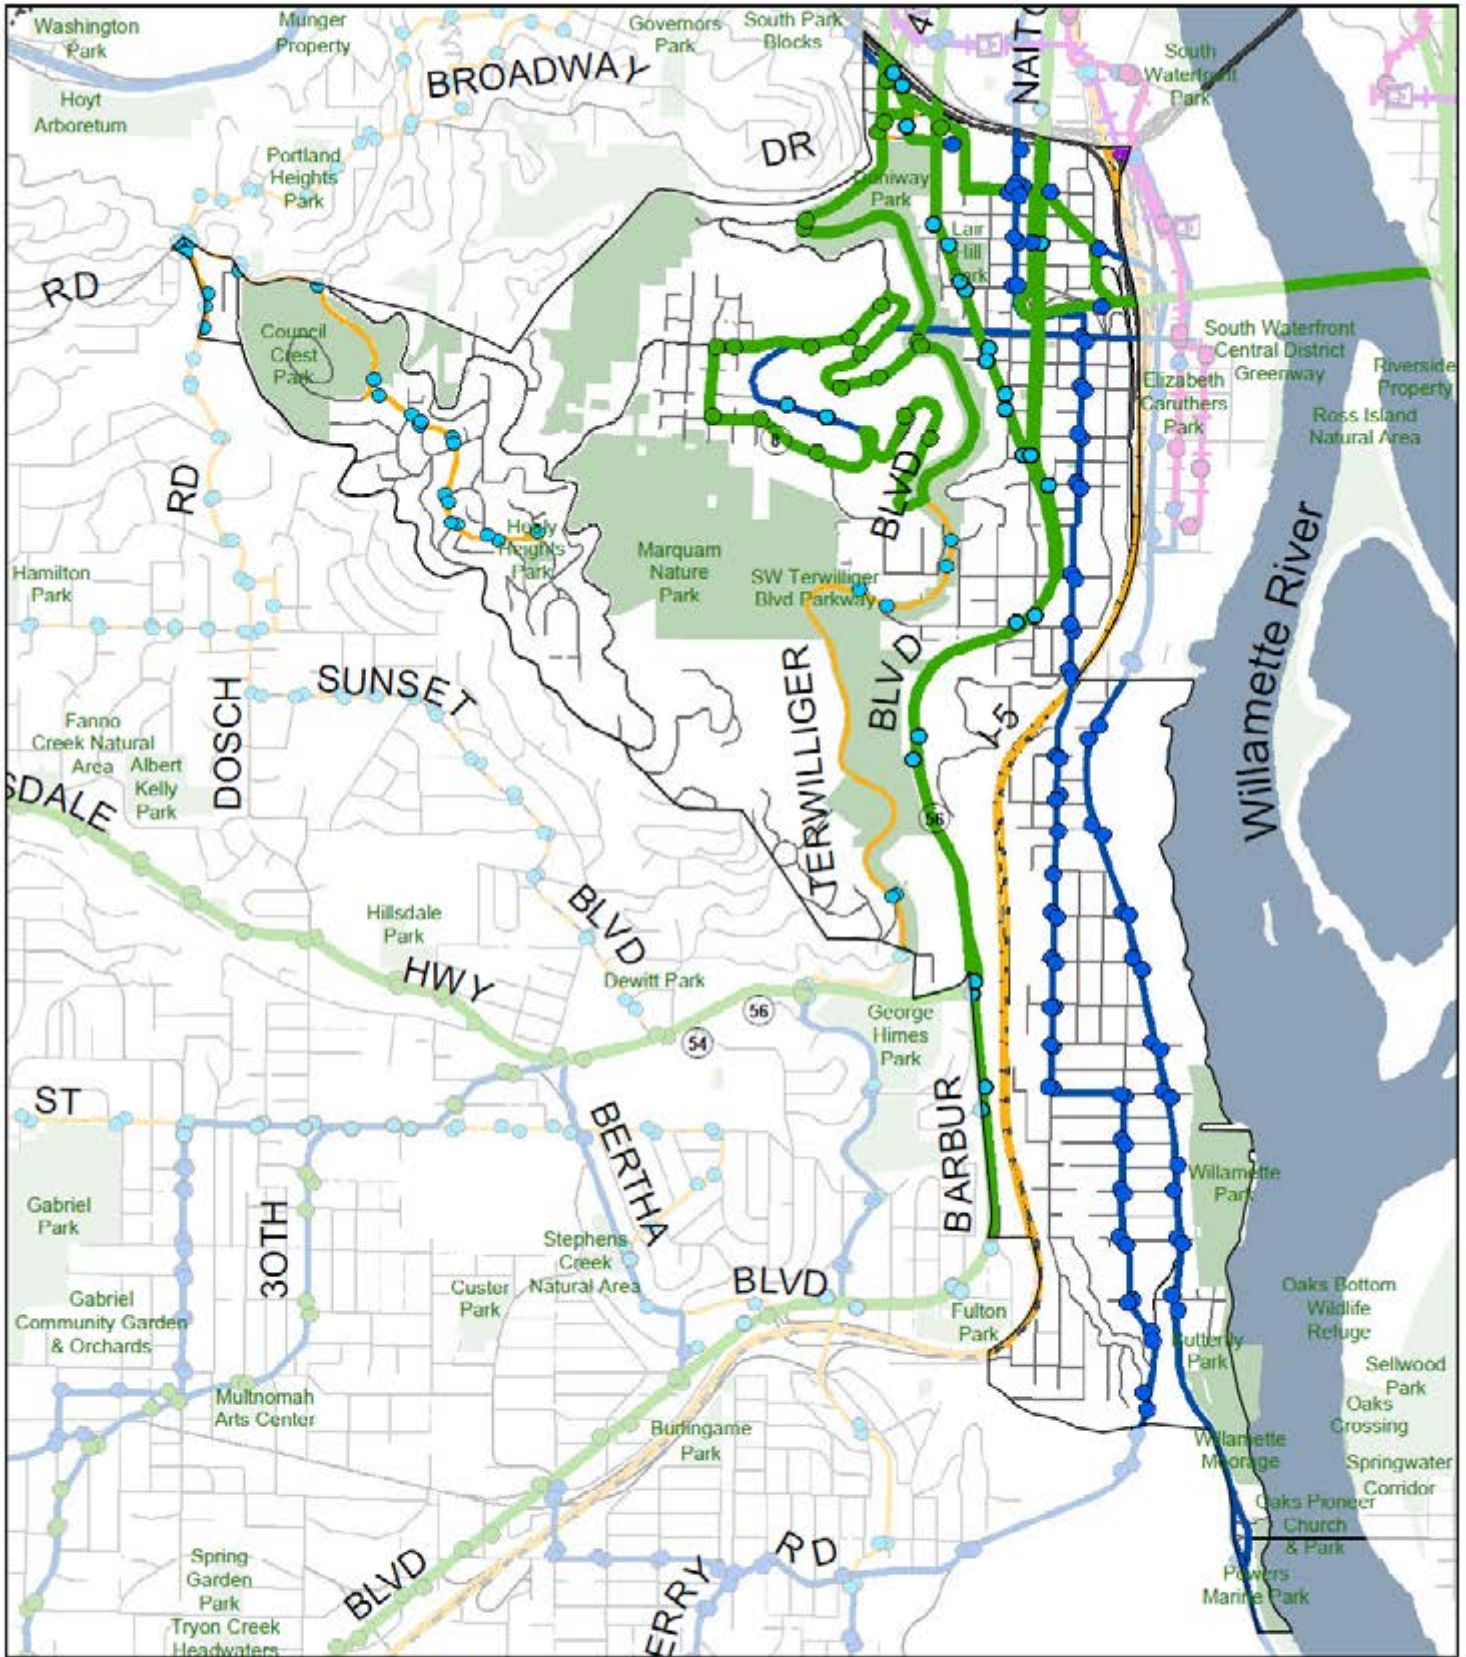 Washington
Park
Munger
Property
Governors
Park
South Park
Blocks
4
NAITO
South
Waterfront
Park
BROADWAY
Hoyt
Arboretum
DR
Portland
Heights
Park
Duniway
Park
Lair
Hill
Park
RD
Council
Crest
Park
South Waterfront
Central District
Greenway
Riverside
Property
Elizabeth
Caruthers
Park
Ross Island
Natural Area
8
RD
BLVD
Healy
Heights
Park
Marquam
Nature
Park
SW Terwilliger
Blvd Parkway
Hamilton
Park
Willamette River
SUNSET
TERWILLIGER
BLVD
I-5
DOSCH
Fanno
Creek Natural
Area
Albert
Kelly
Park
SDALE
56
Hillsdale
Park
BLVD
HWY
Dewitt Park
56
54
George
Himes
Park
ST
BERTHA
BARBUR
Willamette
Park
Gabriel
Park
30TH
Stephens
Creek
Natural Area
BLVD
Custer
Park
Fulton
Park
Oaks Bottom
Wildlife
Refuge
Gabriel
Community Garden
& Orchards
Butterfly
Park
Sellwood
Park
Multnomah
Arts Center
Oaks
Crossing
Burlingame
Park
Willamette
Moorage
Springwater
Corridor
Oaks Pioneer
Church
& Park
RD
Spring
Garden
Park
BLVD
ERRY
Powers
Marine Park
Tryon Creek
Headwaters